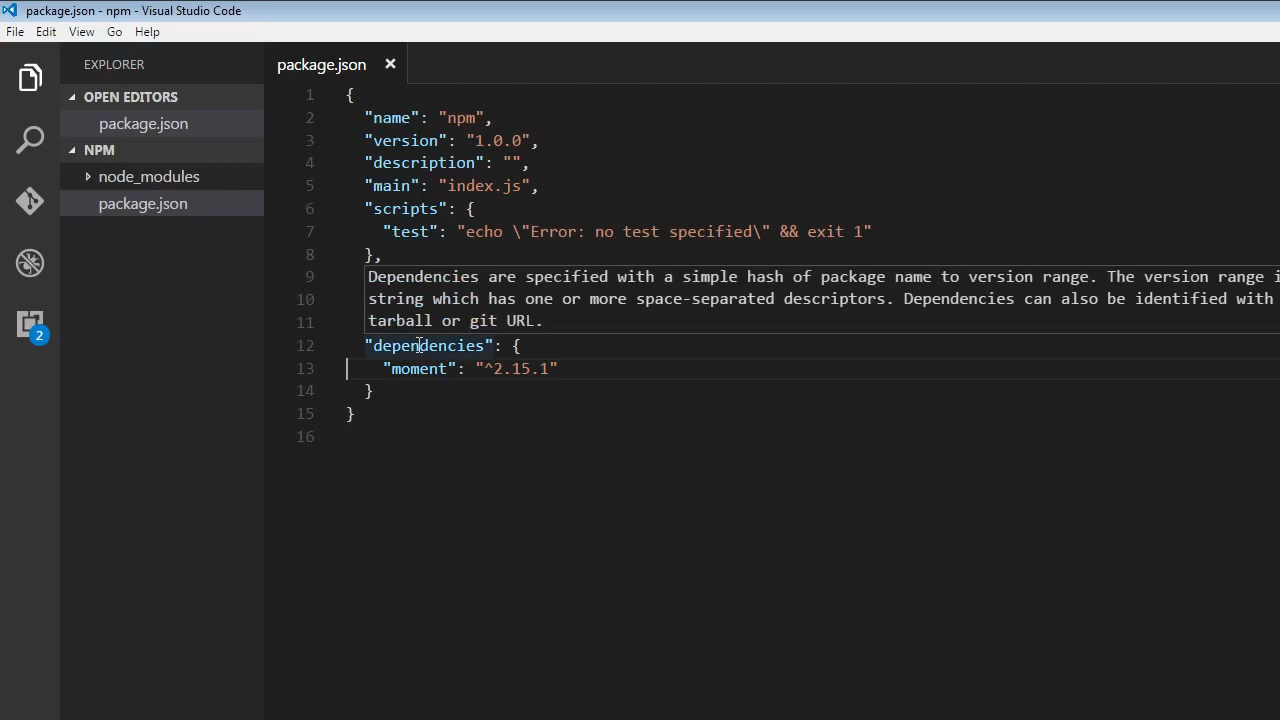 package.json - npm - Visual Studio Code
File Edit View Go Help
EXPLORER
OPEN EDITORS
package.json
NPM
node_modules
package.json
2
package.json
1 {
2 "name": "npm",
3 "version": "1.0.0",
4 "description": "",
5 "main": "index.js",
6 "scripts": {
7 "test": "echo \"Error: no test specified\" && exit 1"
8 },
9 Dependencies are specified with a simple hash of package name to version range. The version range i
10 string which has one or more space-separated descriptors. Dependencies can also be identified with
11 tarball or git URL.
12 "dependencies": {
13 "moment": "^2.15.1"
14 }
15 }
16